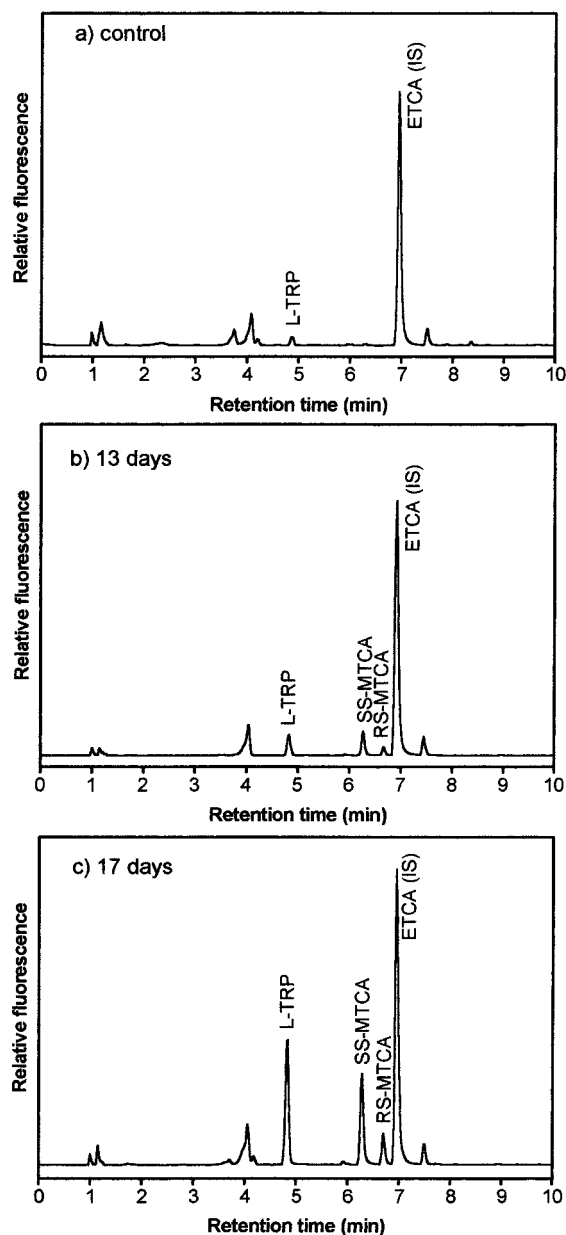 a) control
ETCA (IS)
L-TRP
Relative fluorescence
0 1 2 3 4 5 6 7 8 9 10
Retention time (min)
b) 13 days
ETCA (IS)
L-TRP
SS-MTCA
RS-MTCA
Relative fluorescence
0 1 2 3 4 5 6 7 8 9 10
Retention time (min)
c) 17 days
ETCA (IS)
L-TRP
SS-MTCA
RS-MTCA
Relative fluorescence
0 1 2 3 4 5 6 7 8 9 10
Retention time (min)